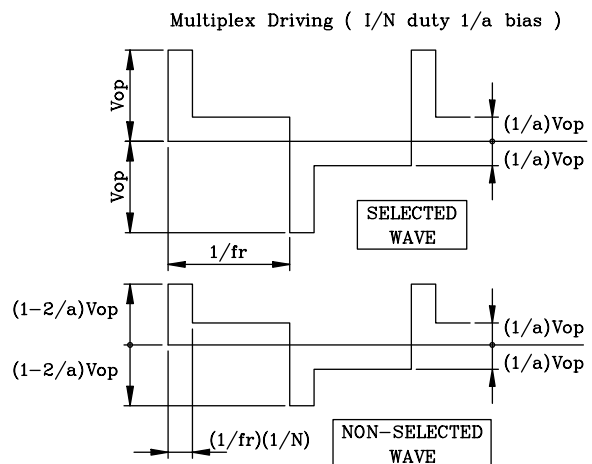 Multiplex Driving ( I/N duty 1/a bias )
Vop
(1/a)Vop
Vop
(1/a)Vop
SELECTED
WAVE
1/fr
(1-2/a)Vop
(1/a)Vop
(1-2/a)Vop
(1/a)Vop
(1/fr)(1/N)
NON-SELECTED
WAVE